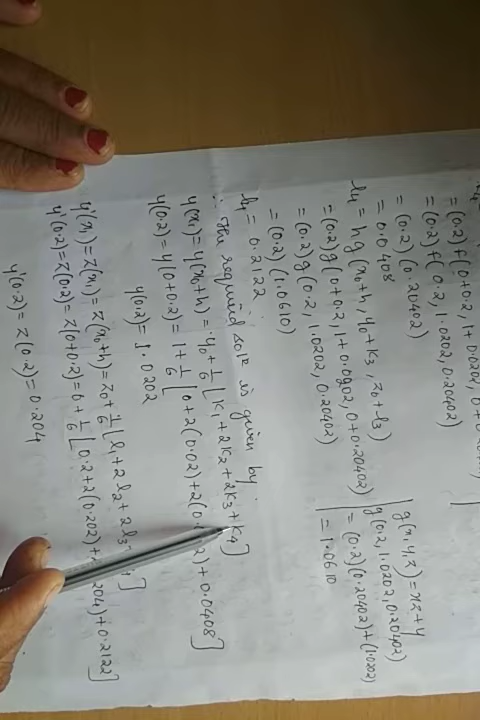 = (0.2) f(0+0.2, 1+0.0202, 0+
= (0.2) f(0.2, 1.0202, 0.20402)
= (0.2)(0.20402)
= 0.0408
l4 = hg(x0+h, y0+k3, z0+l3)
= (0.2) g(0+0.2, 1+0.0202, 0+0.20402)
= (0.2) g(0.2, 1.0202, 0.20402)
= (0.2)(1.0610)
l4 = 0.2122
g(x,y,z) = xz+y
g(0.2, 1.0202, 0.20402)
= (0.2)(0.20402)+(1.0202)
= 1.0610
∴ The required solⁿ is given by:
y(x1) = y(x0+h) = y0 + 1/6 [k1+2k2+2k3+k4]
y(0.2) = y(0+0.2) = 1 + 1/6 [0+2(0.02)+2(0. 2)+0.0408]
y(0.2) = 1.0202
y'(x1) = z(x1) = z(x0+h) = z0 + 1/6 [l1+2l2+2l3 ]
y'(0.2) = z(0.2) = z(0+0.2) = 0 + 1/6 [0.2+2(0.202)+ 204)+0.2122]
y'(0.2) = z(0.2) = 0.204